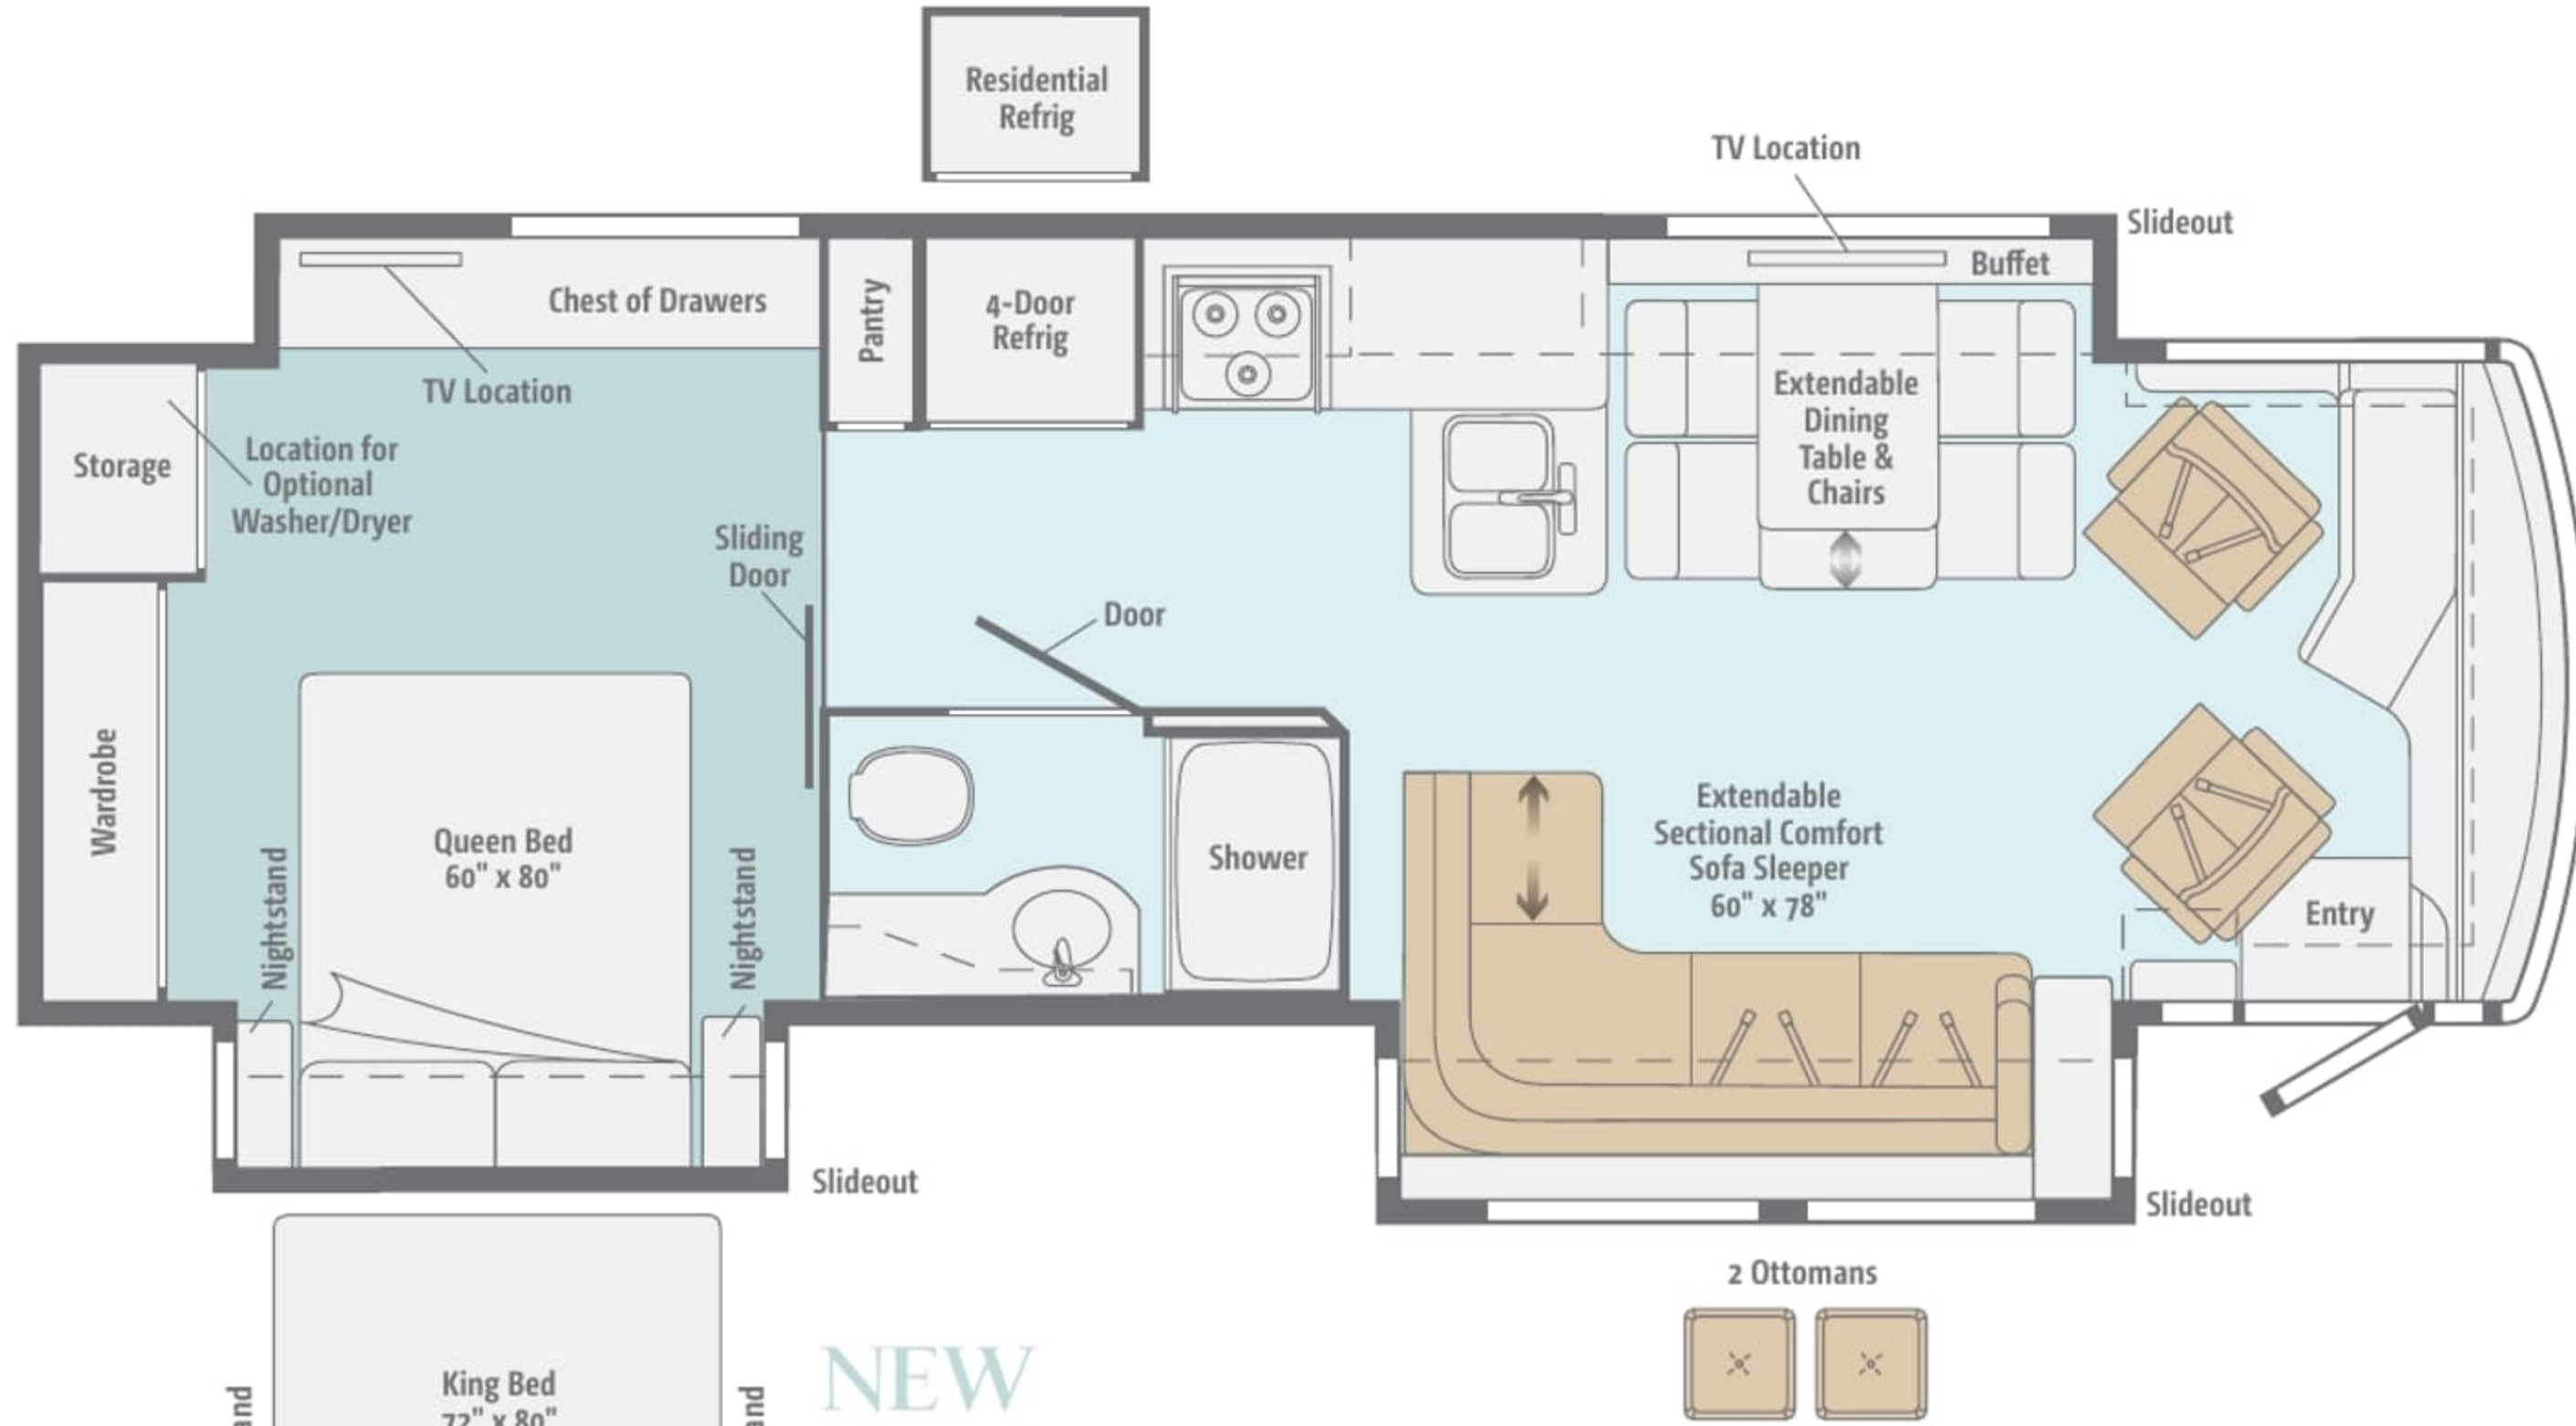 Residential
Refrig
TV Location
Slideout
Buffet
Chest of Drawers
TV Location
Pantry
4-Door
Refrig
Extendable
Dining
Table &
Chairs
Storage
Location for
Optional
Washer/Dryer
Sliding
Door
Door
Wardrobe
Queen Bed
60" x 80"
Nightstand
Nightstand
Shower
Extendable
Sectional Comfort
Sofa Sleeper
60" x 78"
Entry
Slideout
Slideout
2 Ottomans
King Bed
72" x 80"
NEW